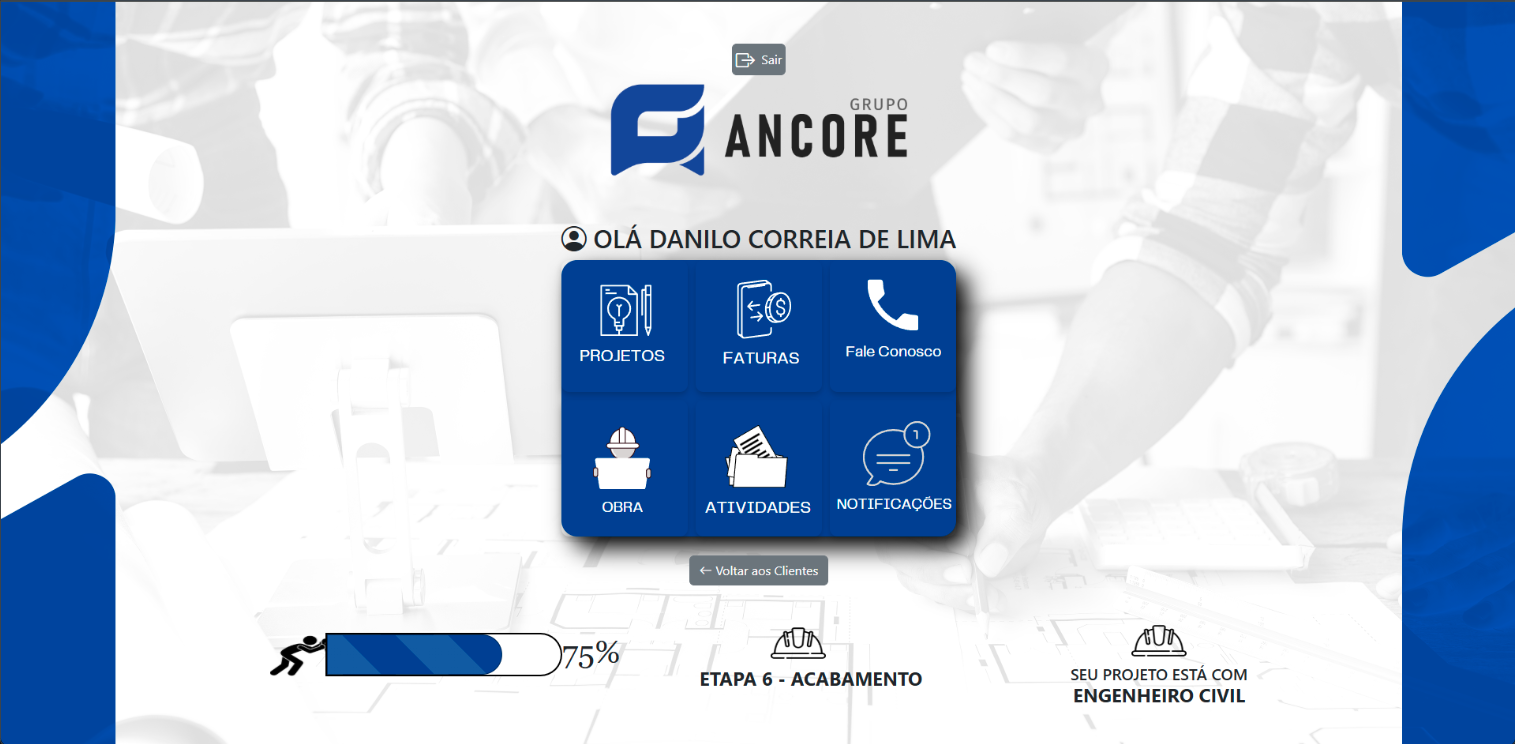 Sair
GRUPO
ANCORE
OLÁ DANILO CORREIA DE LIMA
PROJETOS
FATURAS
Fale Conosco
1
OBRA
ATIVIDADES
NOTIFICAÇÕES
← Voltar aos Clientes
75%
ETAPA 6 - ACABAMENTO
SEU PROJETO ESTÁ COM
ENGENHEIRO CIVIL